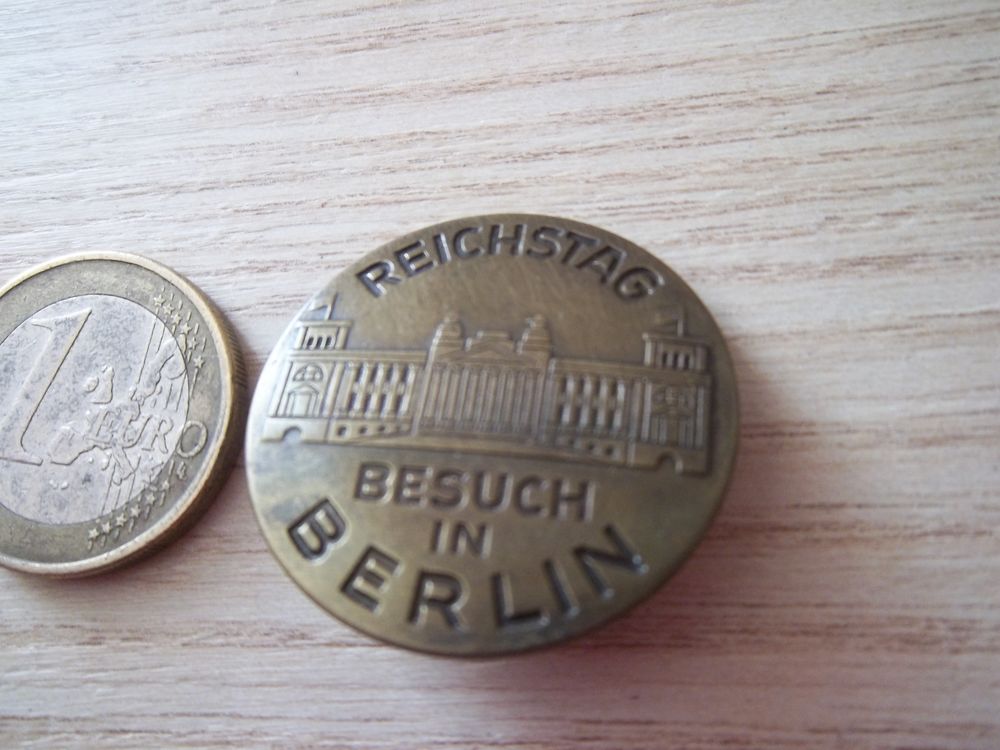 REICHSTAG
BESUCH
IN
BERLIN
1
EURO